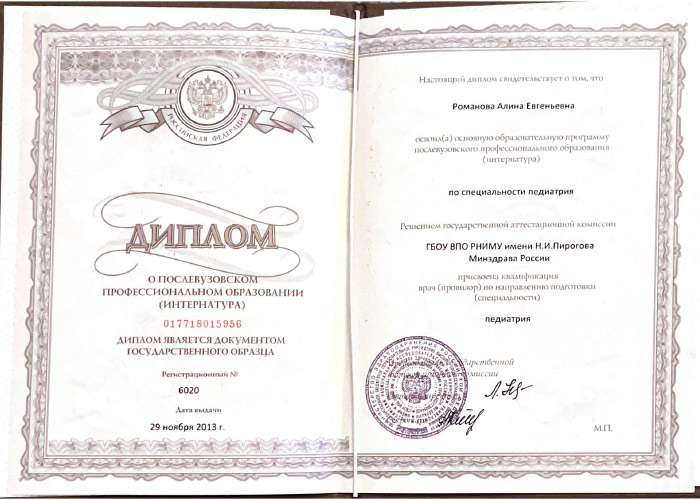 РОССИЙСКАЯ ФЕДЕРАЦИЯ
ДИПЛОМ
О ПОСЛЕВУЗОВСКОМ
ПРОФЕССИОНАЛЬНОМ ОБРАЗОВАНИИ
(ИНТЕРНАТУРА)
017718015956
ДИПЛОМ ЯВЛЯЕТСЯ ДОКУМЕНТОМ
ГОСУДАРСТВЕННОГО ОБРАЗЦА
Регистрационный №
6020
Дата выдачи
29 ноября 2013 г.
Настоящий диплом свидетельствует о том, что
Романова Алина Евгеньевна
освоил(а) основную образовательную программу
послевузовского профессионального образования
(интернатура)
по специальности педиатрия
Решением государственной аттестационной комиссии
ГБОУ ВПО РНИМУ имени Н.И.Пирогова
Минздрава России
присвоена квалификация
врач (провизор) по направлению подготовки
(специальности)
педиатрия
М.П.